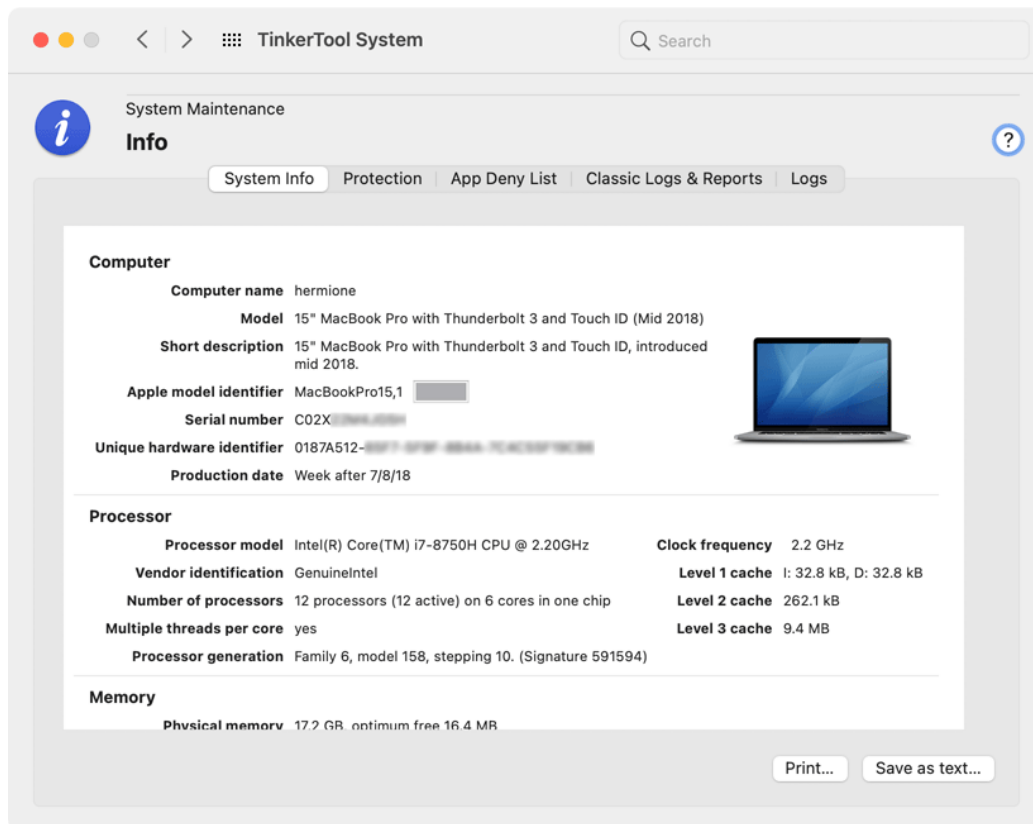 TinkerTool System
Search
System Maintenance
Info
?
System Info Protection App Deny List Classic Logs & Reports Logs
Computer
Computer name hermione
Model 15" MacBook Pro with Thunderbolt 3 and Touch ID (Mid 2018)
Short description 15" MacBook Pro with Thunderbolt 3 and Touch ID, introduced
mid 2018.
Apple model identifier MacBookPro15,1
Serial number C02X
Unique hardware identifier 0187A512-
Production date Week after 7/8/18
Processor
Processor model Intel(R) Core(TM) i7-8750H CPU @ 2.20GHz Clock frequency 2.2 GHz
Vendor identification GenuineIntel Level 1 cache I: 32.8 kB, D: 32.8 kB
Number of processors 12 processors (12 active) on 6 cores in one chip Level 2 cache 262.1 kB
Multiple threads per core yes Level 3 cache 9.4 MB
Processor generation Family 6, model 158, stepping 10. (Signature 591594)
Memory
Physical memory 17.2 GB, optimum free 16.4 MB
Print... Save as text...